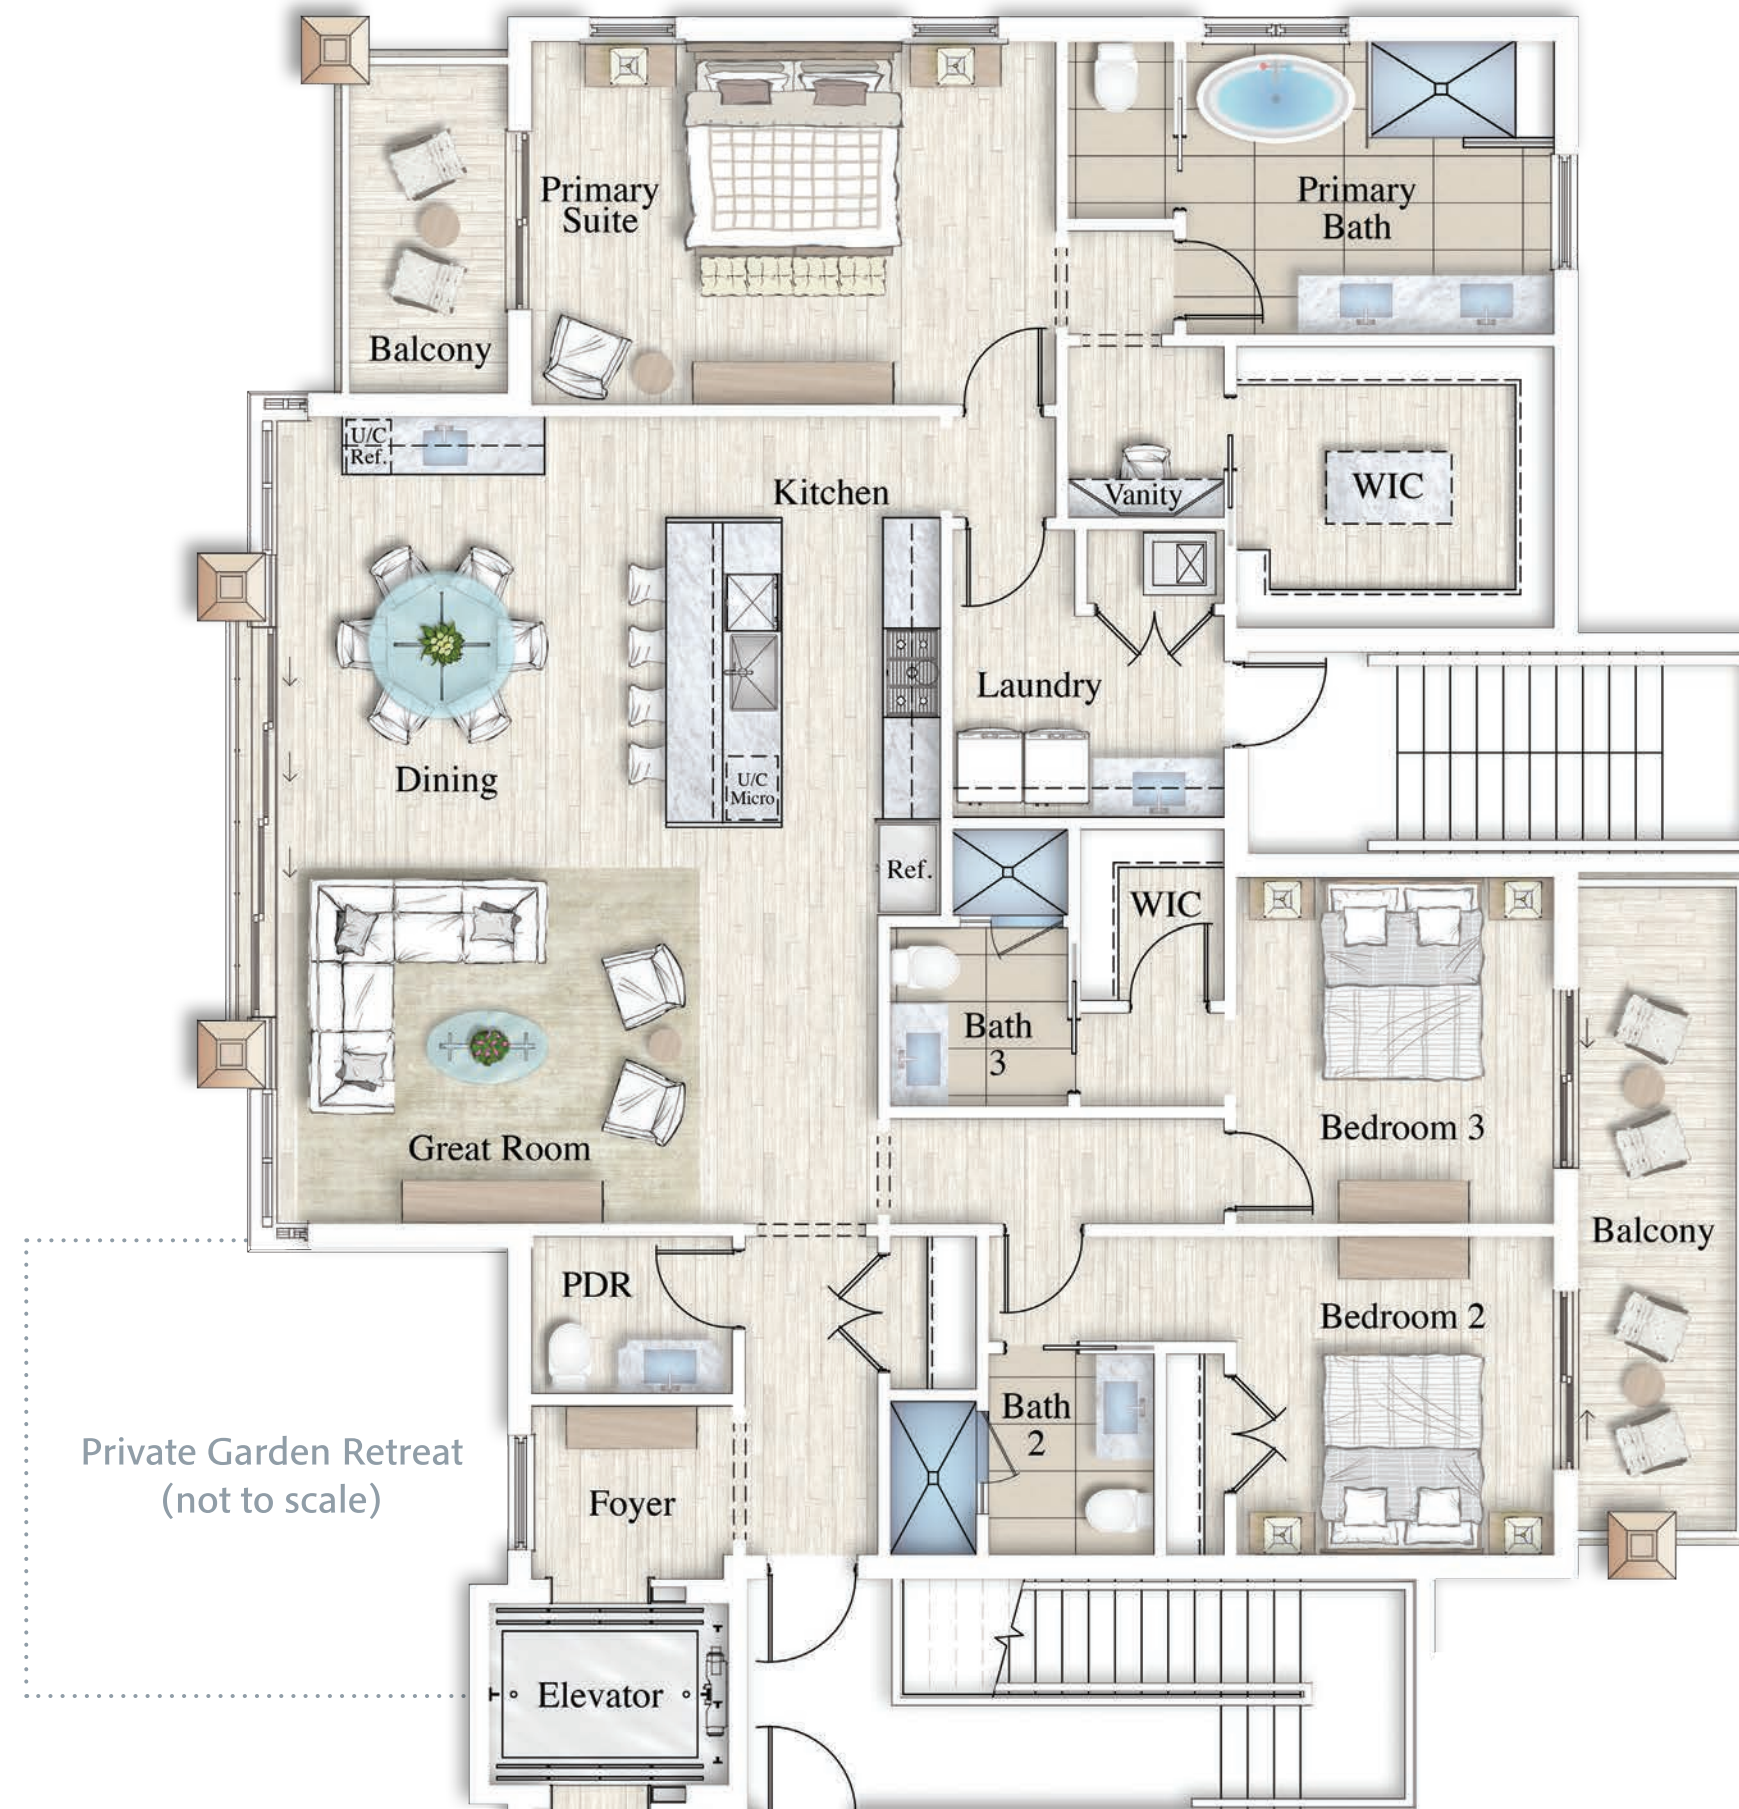 Primary
Suite
Primary
Bath
Balcony
U/C
Ref.
Kitchen
Vanity
WIC
Laundry
Dining
U/C
Micro
Ref.
WIC
Bath
3
Bedroom 3
Great Room
Balcony
PDR
Bedroom 2
Bath
2
Private Garden Retreat
(not to scale)
Foyer
Elevator